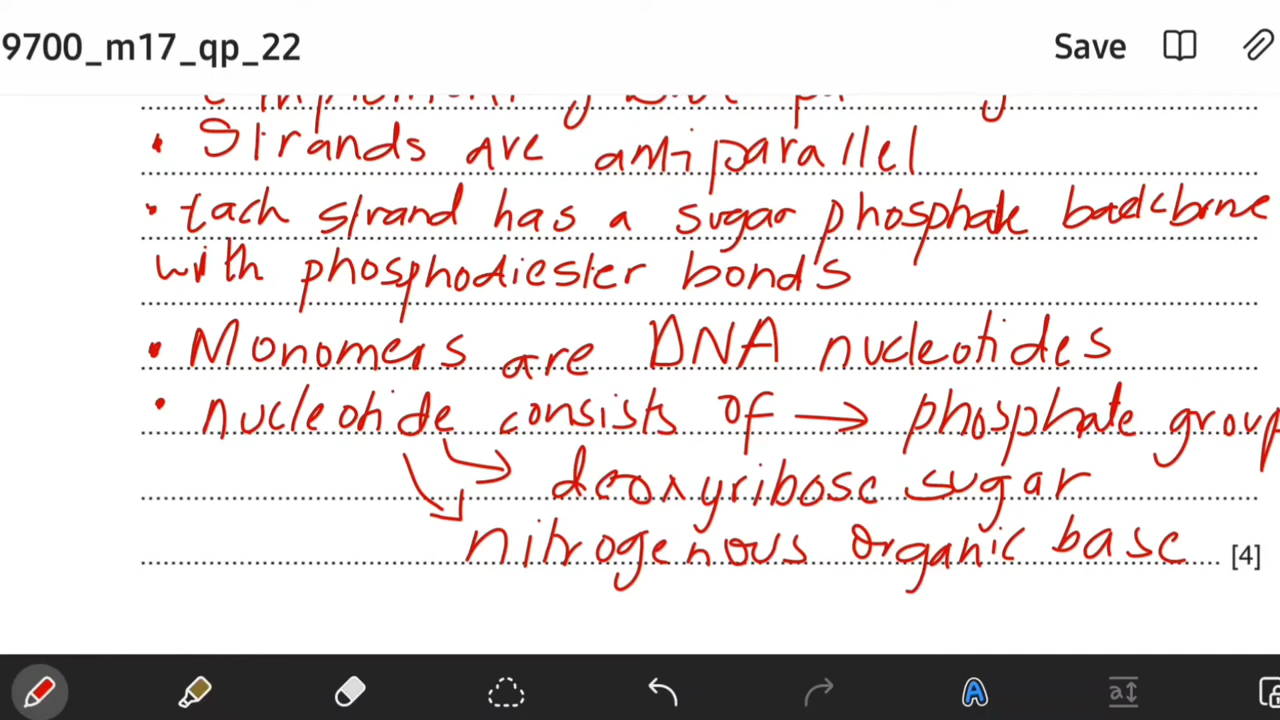 9700_m17_qp_22 Save
• Strands are antiparallel
• Each strand has a sugar phosphate backbone
with phosphodiester bonds
• Monomers are DNA nucleotides
• nucleotide consists of → phosphate group
deoxyribose sugar
nitrogenous organic base [4]
A a